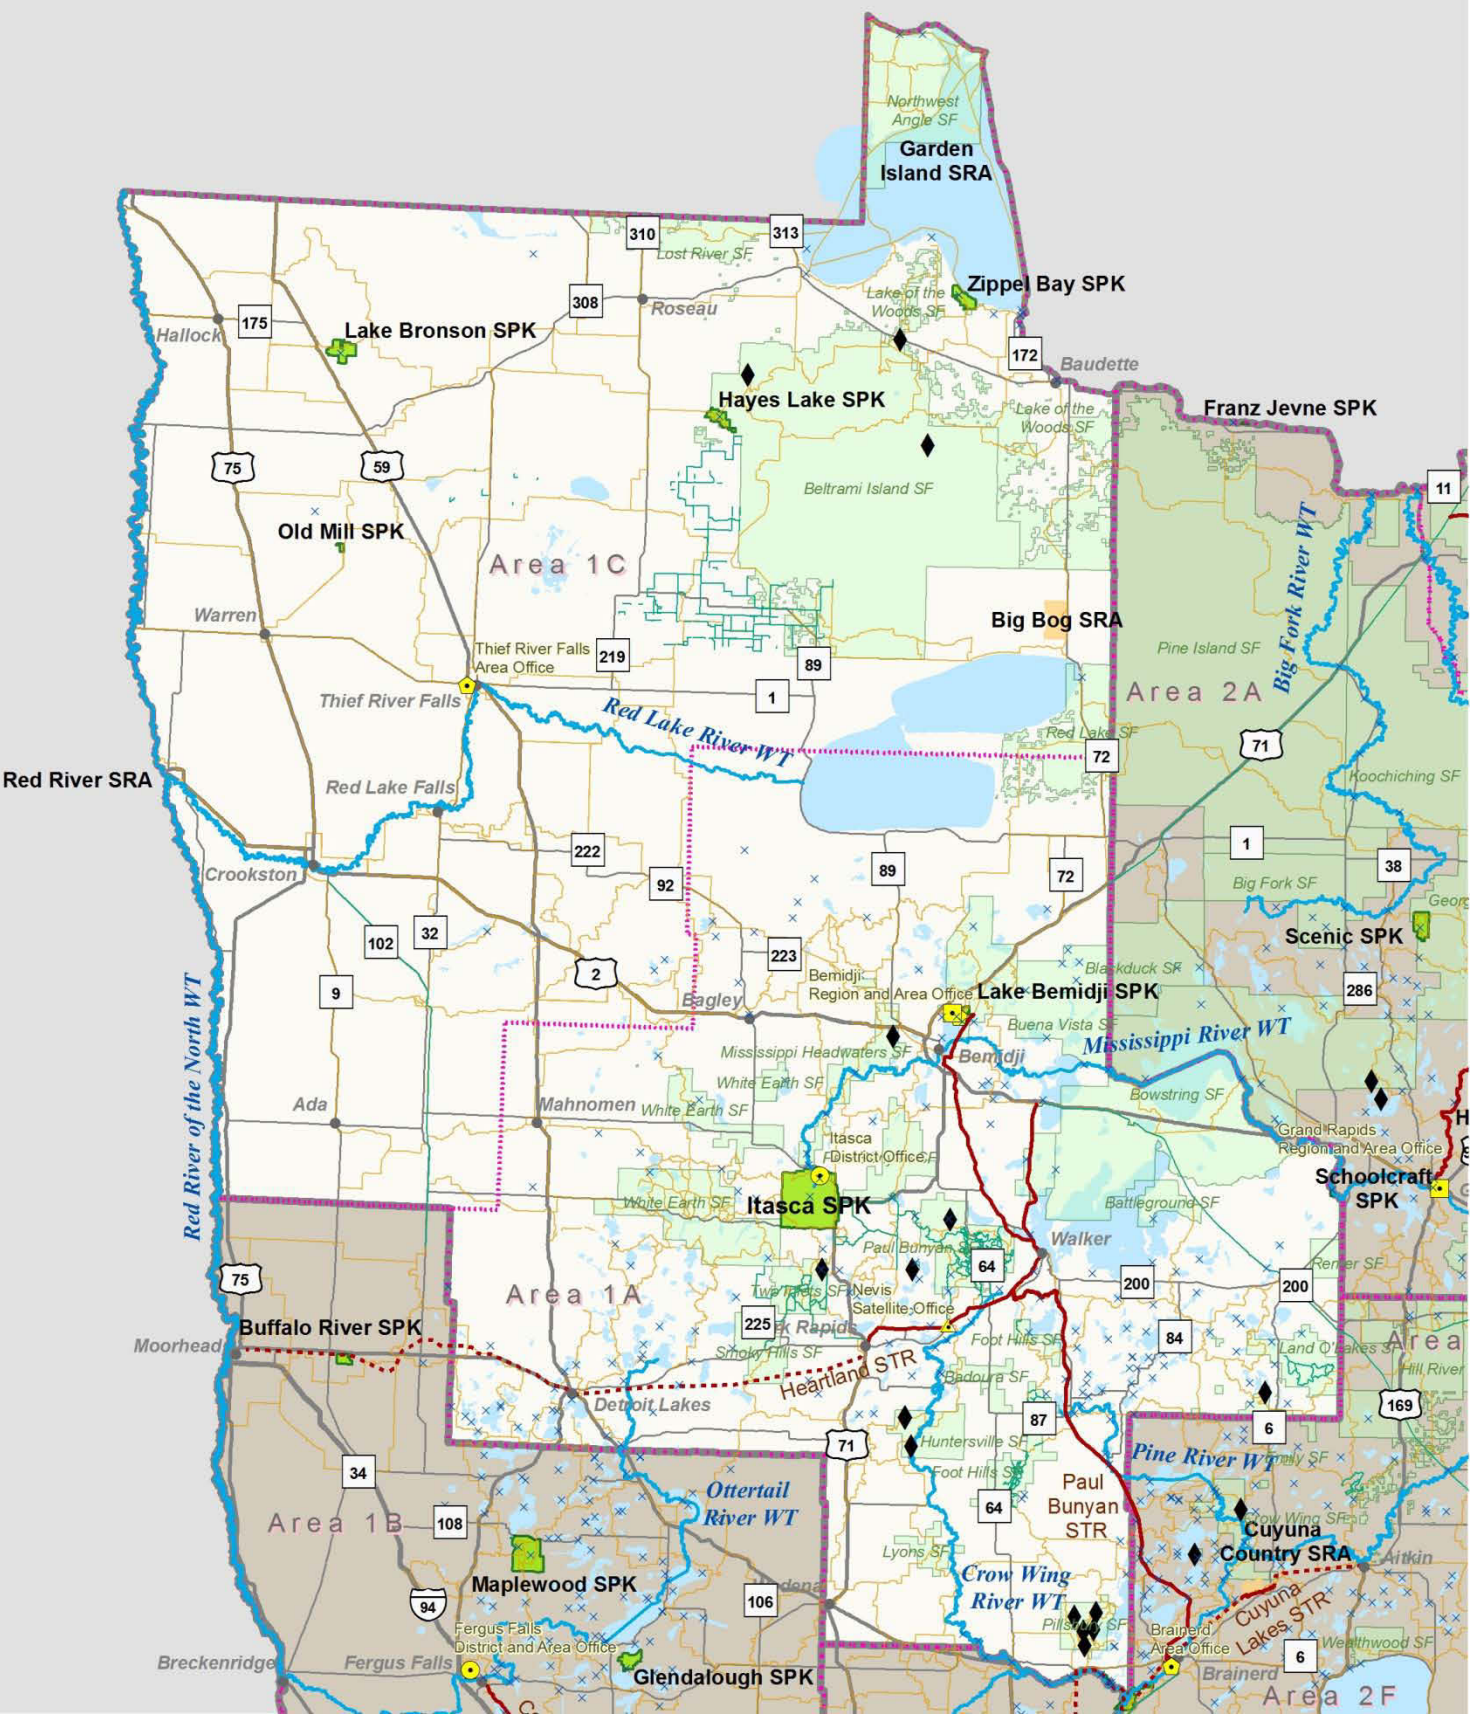 Northwest
Angle SF
Garden
Island SRA
310
313
Lost River SF
Zippel Bay SPK
Lake of the
Woods SF
308
Roseau
175
Hallock
Lake Bronson SPK
172
Baudette
Hayes Lake SPK
Lake of the
Woods SF
Franz Jevne SPK
75
59
Beltrami Island SF
11
Old Mill SPK
Area 1C
Big Fork River WT
Warren
Big Bog SRA
Pine Island SF
Thief River Falls
Area Office
219
89
1
Area 2A
Thief River Falls
Red Lake River WT
Red Lake SF
72
71
Red River SRA
Red Lake Falls
Koochiching SF
222
1
38
89
72
92
Crookston
Big Fork SF
102
32
223
Scenic SPK
2
Bemidji
Region and Area Office
Blackduck SF
9
Lake Bemidji SPK
286
Bagley
Buena Vista SF
Mississippi River WT
Red River of the North WT
Mississippi Headwaters SF
Bemidji
White Earth SF
Bowstring SF
Ada
Mahnomen
White Earth SF
Grand Rapids
Region and Area Office
Itasca
District Office
Schoolcraft
SPK
White Earth SF
Itasca SPK
Battleground SF
Paul Bunyan
Walker
64
75
Area 1A
Two Inlets SF
Nevis
Satellite Office
200
200
Remer SF
225
Buffalo River SPK
84
Area
Moorhead
Smoky Hills SF
Foot Hills SF
Land O'Lakes SF
Hill River
Heartland STR
Badoura SF
Detroit Lakes
87
169
71
6
Huntersville SF
Pine River WT
34
Foot Hills SF
Ottertail
River WT
Paul
Bunyan
STR
64
Area 1B
108
Crow Wing SF
Cuyuna
Country SRA
Lyons SF
Aitkin
Maplewood SPK
Crow Wing
River WT
94
106
Wadena
Cuyuna
Lakes STR
Pillsbury SF
Fergus Falls
District and Area Office
Brainerd
Area Office
6
Wealthwood SF
Breckenridge
Fergus Falls
Glendalough SPK
Brainerd
Area 2F